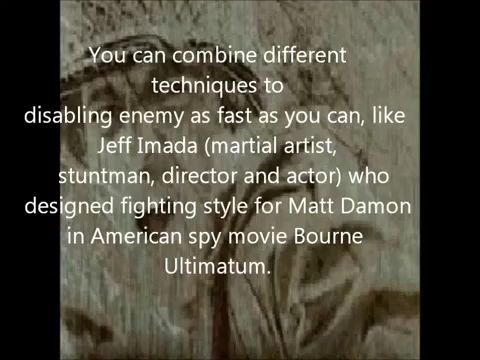 You can combine different
techniques to
disabling enemy as fast as you can, like
Jeff Imada (martial artist,
stuntman, director and actor) who
designed fighting style for Matt Damon
in American spy movie Bourne
Ultimatum.